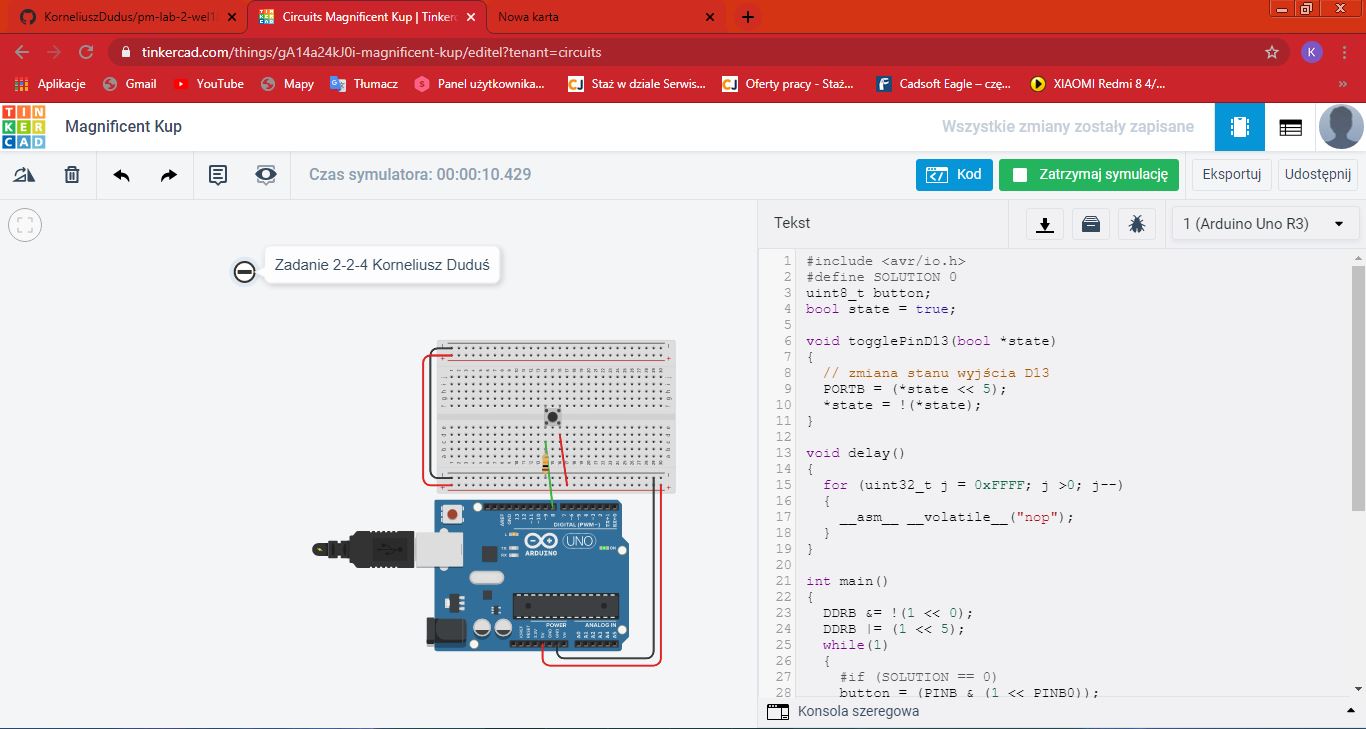 KorneliuszDudus/pm-lab-2-wel1
Circuits Magnificent Kup | Tinkerc
Nowa karta
tinkercad.com/things/gA14a24kJ0i-magnificent-kup/editel?tenant=circuits
K
Aplikacje
Gmail
YouTube
Mapy
Tłumacz
Panel użytkownika...
Staż w dziale Serwis...
Oferty pracy - Staż...
Cadsoft Eagle – czę...
XIAOMI Redmi 8 4/...
TIN
KER
CAD
Magnificent Kup
Wszystkie zmiany zostały zapisane
Czas symulatora: 00:00:10.429
Kod
Zatrzymaj symulację
Eksportuj
Udostępnij
Zadanie 2-2-4 Korneliusz Duduś
Tekst
1 (Arduino Uno R3)
1 #include <avr/io.h>
2 #define SOLUTION 0
3 uint8_t button;
4 bool state = true;
5
6 void togglePinD13(bool *state)
7 {
8 // zmiana stanu wyjścia D13
9 PORTB = (*state << 5);
10 *state = !(*state);
11 }
12
13 void delay()
14 {
15 for (uint32_t j = 0xFFFF; j >0; j--)
16 {
17 __asm__ __volatile__("nop");
18 }
19 }
20
21 int main()
22 {
23 DDRB &= !(1 << 0);
24 DDRB |= (1 << 5);
25 while(1)
26 {
27 #if (SOLUTION == 0)
28 button = (PINB & (1 << PINB0));
DIGITAL (PWM~)
UNO
ARDUINO
POWER
ANALOG IN
Konsola szeregowa